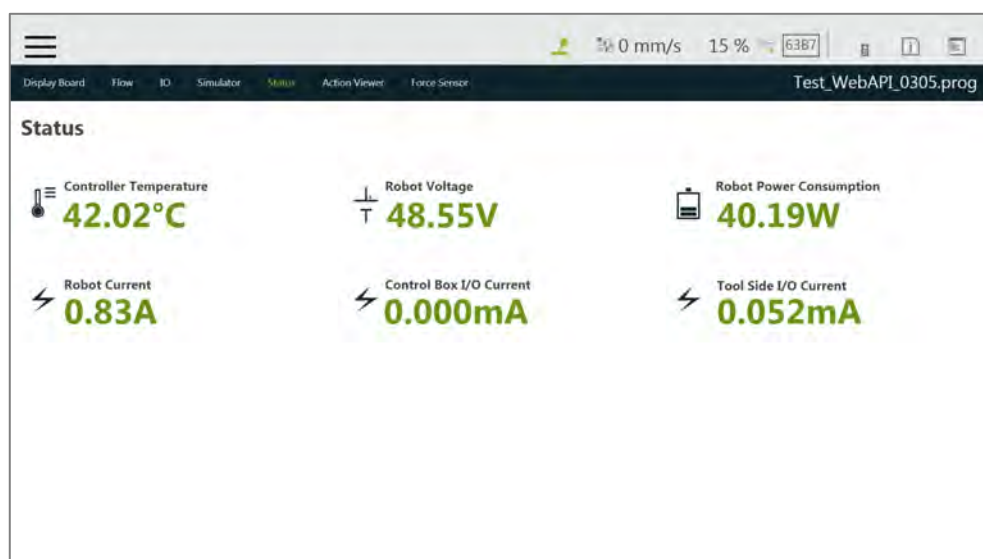 0 mm/s 15 % 63B7
Display Board Flow IO Simulator Status Action Viewer Force Sensor Test_WebAPI_0305.prog
Status
Controller Temperature Robot Voltage Robot Power Consumption
42.02°C 48.55V 40.19W
Robot Current Control Box I/O Current Tool Side I/O Current
0.83A 0.000mA 0.052mA